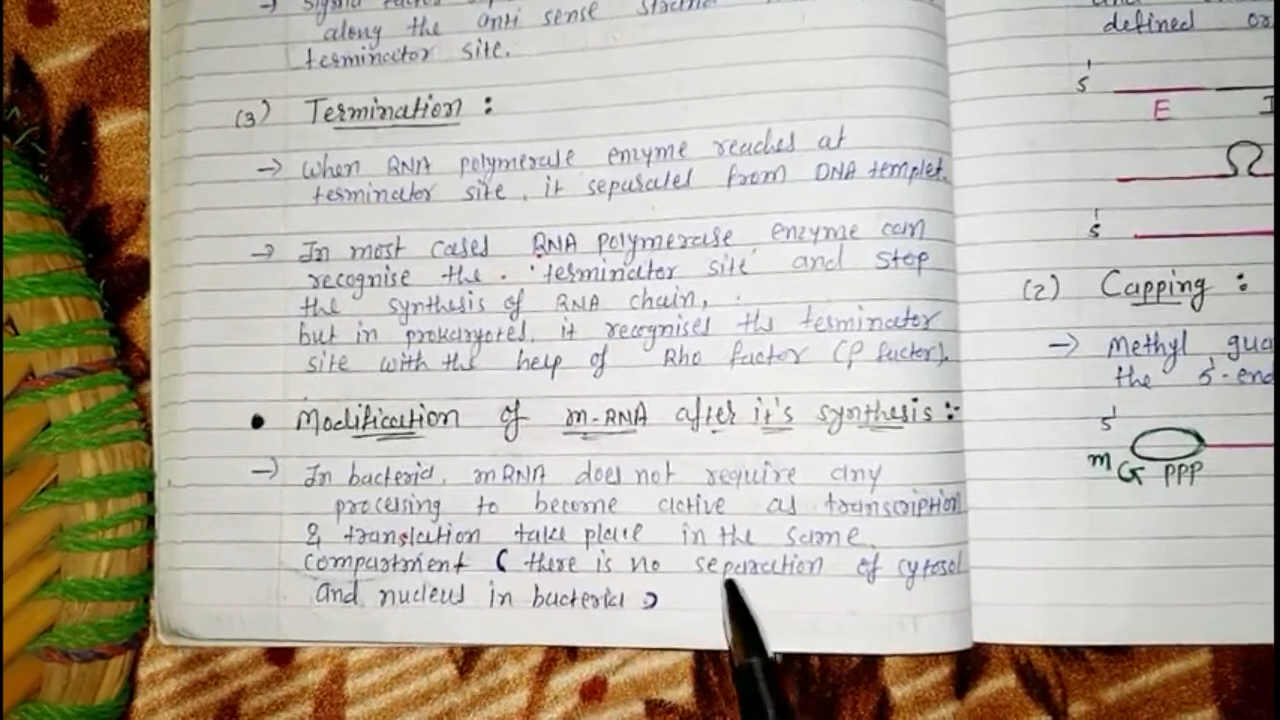 along the anti sense
terminator site.
(3) Termination :
→ When RNA polymerase enzyme reaches at
terminator site, it separates from DNA templet.
→ In most cases RNA polymerase enzyme can
recognise the 'terminator site' and stop
the synthesis of RNA chain,
but in prokaryotes, it recognises the terminator
site with the help of Rho factor (ρ factor).
• Modification of m-RNA after it's synthesis :-
→ In bacteria, mRNA does not require any
processing to become active as transcription
& translation take place in the same
compartment ( there is no separation of cytosol
and nucleus in bacteria )
defined
5'
E
5'
(2) Capping :
→ Methyl
the 5'-end
5'
mG PPP